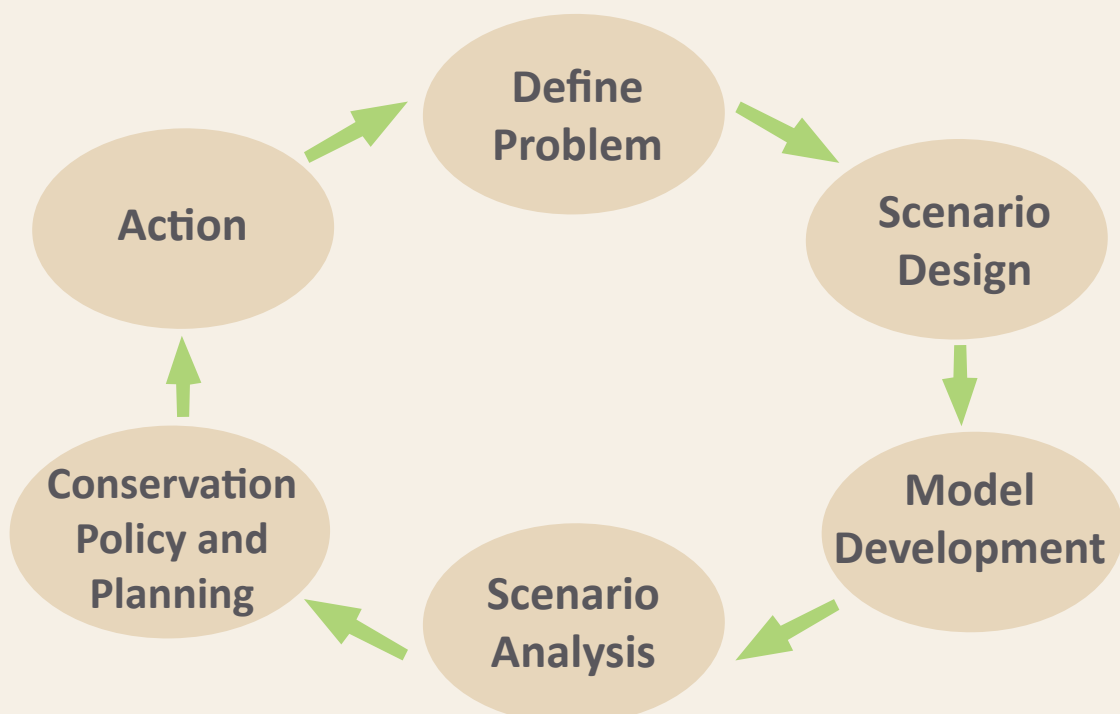 Define
Problem
Scenario
Design
Model
Development
Scenario
Analysis
Conservation
Policy and
Planning
Action